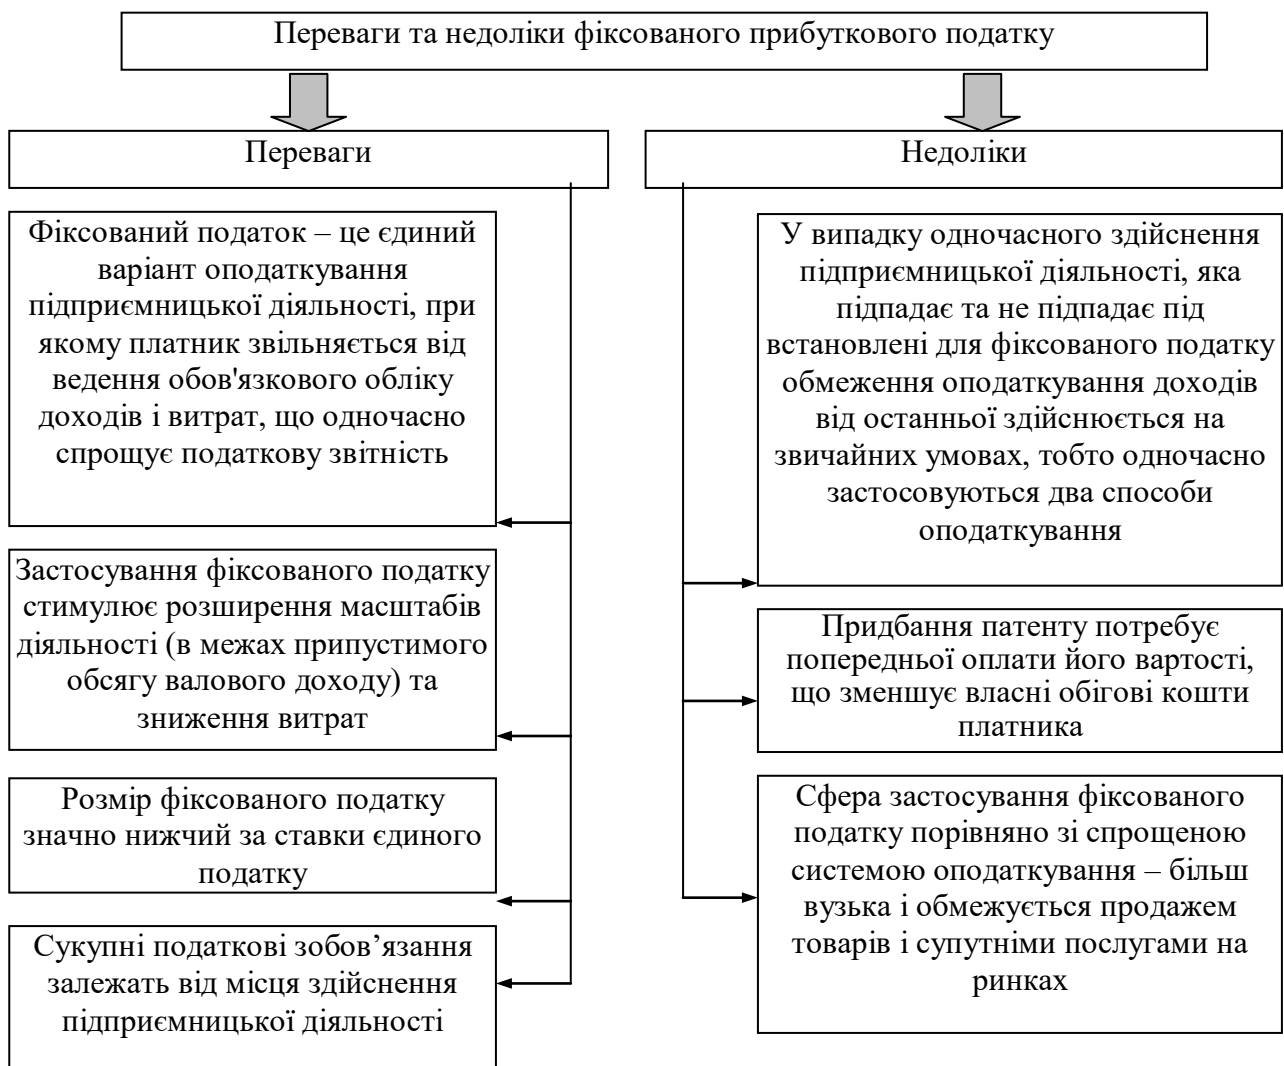 Переваги та недоліки фіксованого прибуткового податку
Переваги
Фіксований податок – це єдиний
варіант оподаткування
підприємницької діяльності, при
якому платник звільняється від
ведення обов'язкового обліку
доходів і витрат, що одночасно
спрощує податкову звітність
Застосування фіксованого податку
стимулює розширення масштабів
діяльності (в межах припустимого
обсягу валового доходу) та
зниження витрат
Розмір фіксованого податку
значно нижчий за ставки єдиного
податку
Сукупні податкові зобов’язання
залежать від місця здійснення
підприємницької діяльності
Недоліки
У випадку одночасного здійснення
підприємницької діяльності, яка
підпадає та не підпадає під
встановлені для фіксованого податку
обмеження оподаткування доходів
від останньої здійснюється на
звичайних умовах, тобто одночасно
застосовуються два способи
оподаткування
Придбання патенту потребує
попередньої оплати його вартості,
що зменшує власні обігові кошти
платника
Сфера застосування фіксованого
податку порівняно зі спрощеною
системою оподаткування – більш
вузька і обмежується продажем
товарів і супутніми послугами на
ринках